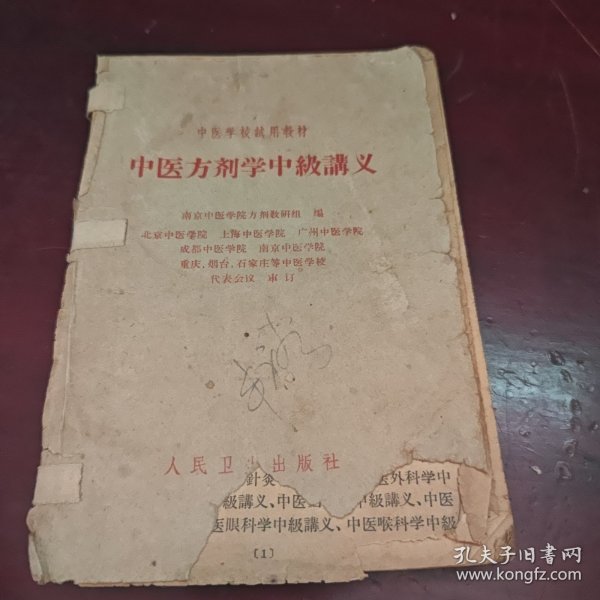 中医学校試用教材
中医方剂学中級講义
南京中医学院方剂教研組 編
北京中医学院 上海中医学院 广州中医学院
成都中医学院 南京中医学院
重庆,烟台,石家庄等中医学校
代表会议 审订
人民卫生出版社
針灸 医外科学中
級講义、中医 中級講义、中医
医眼科学中級講义、中医喉科学中級
〔1〕
孔夫子旧书网
www.kongfz.com